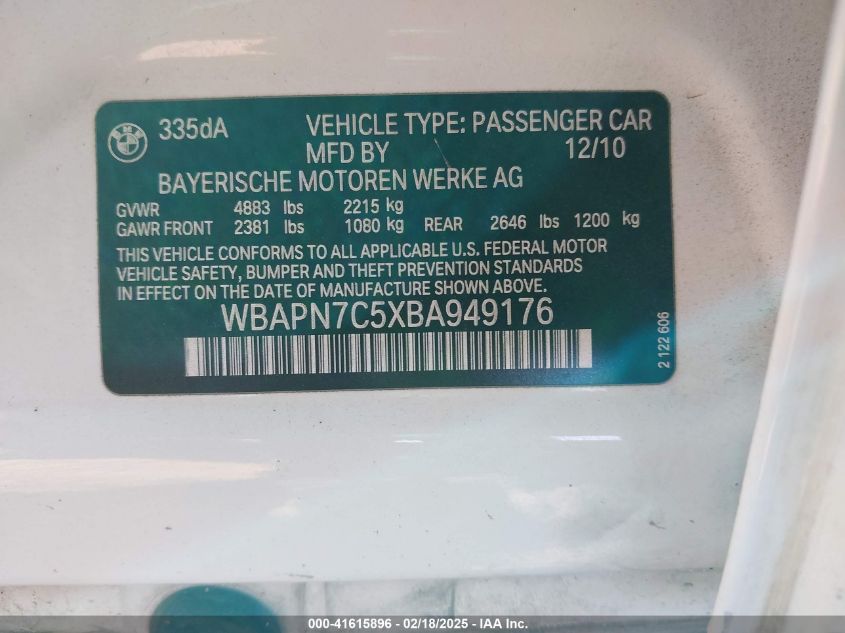 BMW
335dA VEHICLE TYPE: PASSENGER CAR
MFD BY 12/10
BAYERISCHE MOTOREN WERKE AG
GVWR 4883 lbs 2215 kg
GAWR FRONT 2381 lbs 1080 kg REAR 2646 lbs 1200 kg
THIS VEHICLE CONFORMS TO ALL APPLICABLE U.S. FEDERAL MOTOR
VEHICLE SAFETY, BUMPER AND THEFT PREVENTION STANDARDS
IN EFFECT ON THE DATE OF MANUFACTURE SHOWN ABOVE.
WBAPN7C5XBA949176
2 122 606
000-41615896 - 02/18/2025 - IAA Inc.